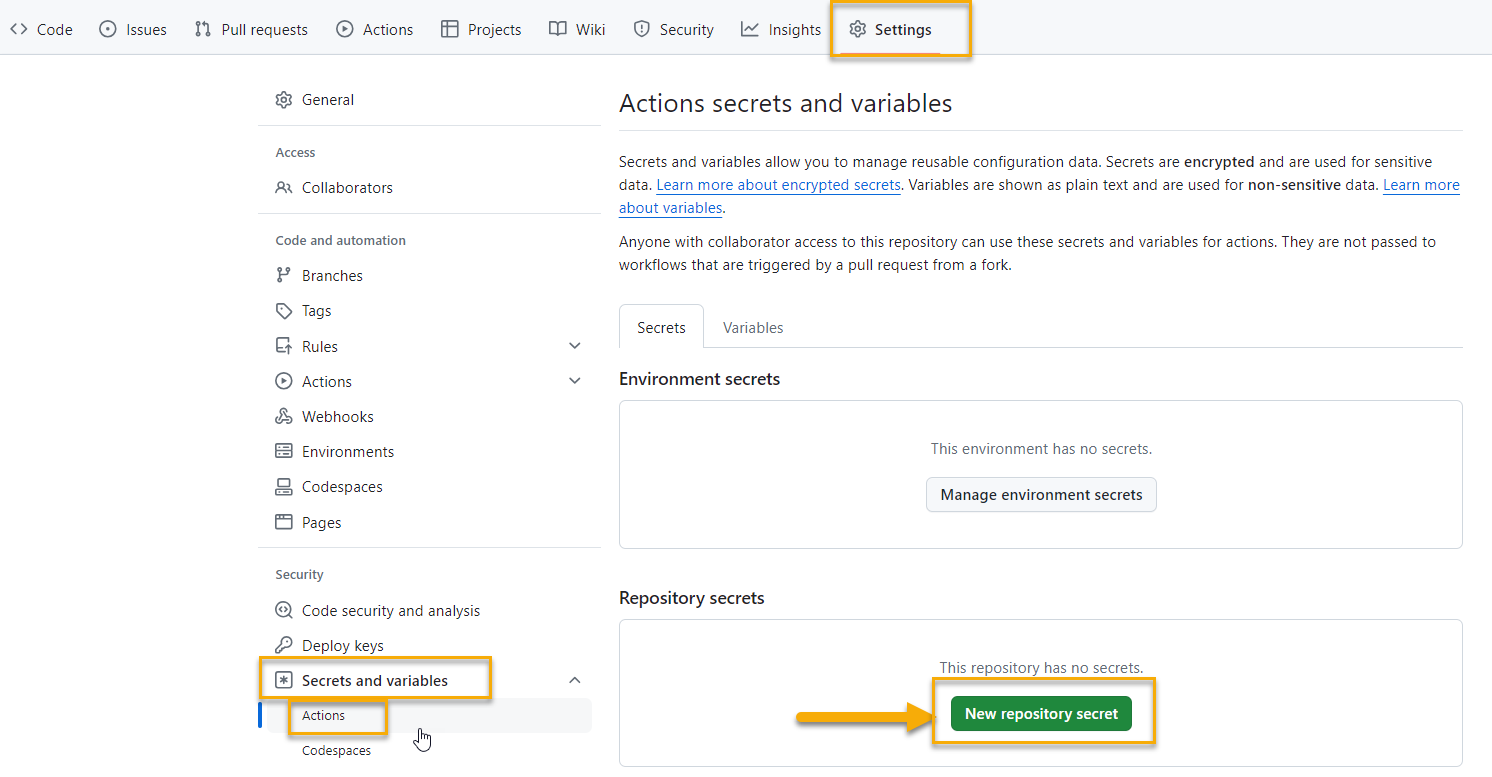 Code Issues Pull requests Actions Projects Wiki Security Insights Settings
General
Access
Collaborators
Code and automation
Branches
Tags
Rules
Actions
Webhooks
Environments
Codespaces
Pages
Security
Code security and analysis
Deploy keys
Secrets and variables
Actions
Codespaces
Actions secrets and variables
Secrets and variables allow you to manage reusable configuration data. Secrets are encrypted and are used for sensitive
data. Learn more about encrypted secrets. Variables are shown as plain text and are used for non-sensitive data. Learn more
about variables.
Anyone with collaborator access to this repository can use these secrets and variables for actions. They are not passed to
workflows that are triggered by a pull request from a fork.
Secrets Variables
Environment secrets
This environment has no secrets.
Manage environment secrets
Repository secrets
This repository has no secrets.
New repository secret